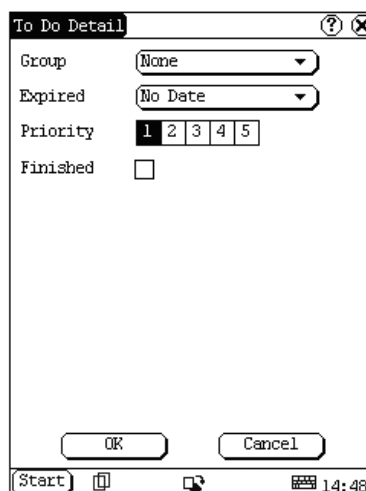 To Do Detail ?
Group None
Expired No Date
Priority 1 2 3 4 5
Finished
OK Cancel
Start 14:48